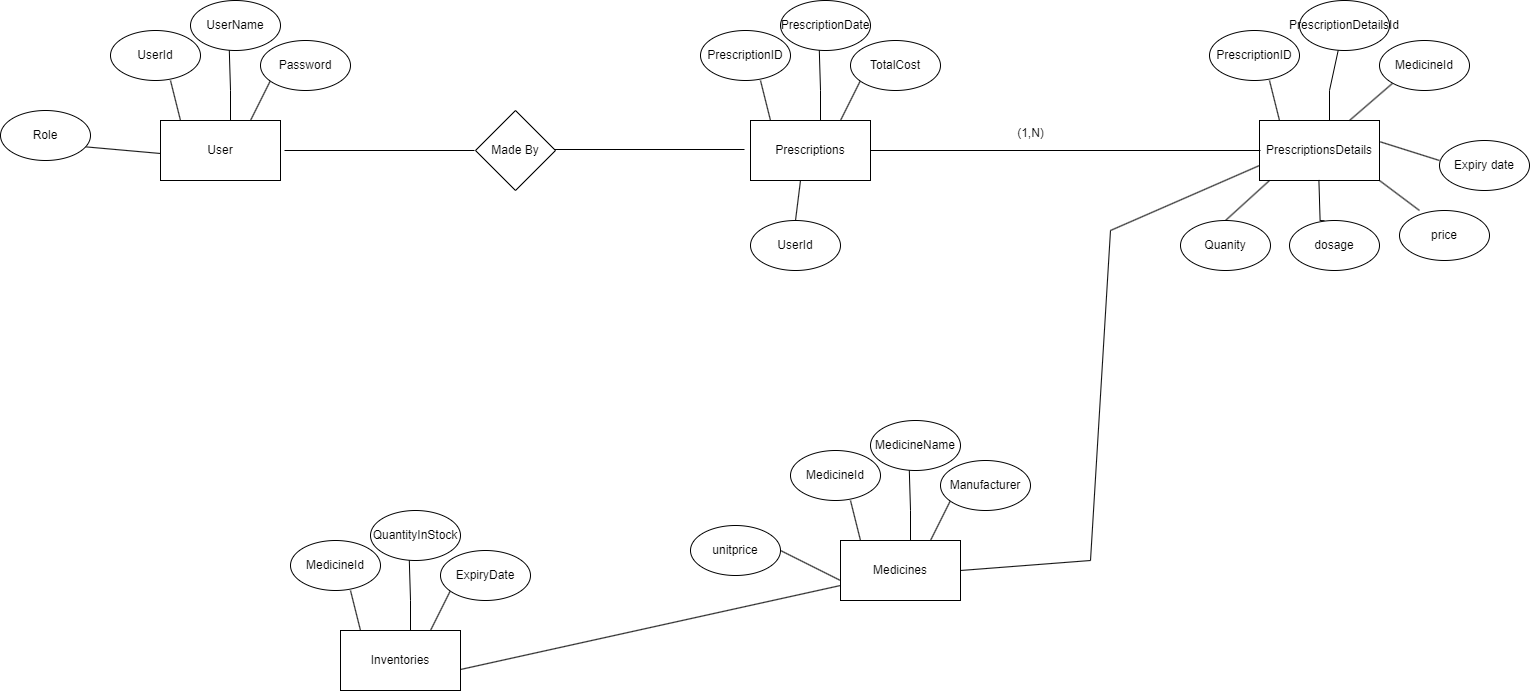 UserName
UserId
Password
Role
User
Made By
PrescriptionDate
PrescriptionID
TotalCost
Prescriptions
UserId
(1,N)
PrescriptionDetailsId
PrescriptionID
MedicineId
PrescriptionsDetails
Expiry date
Quanity
dosage
price
MedicineName
MedicineId
Manufacturer
unitprice
Medicines
QuantityInStock
MedicineId
ExpiryDate
Inventories